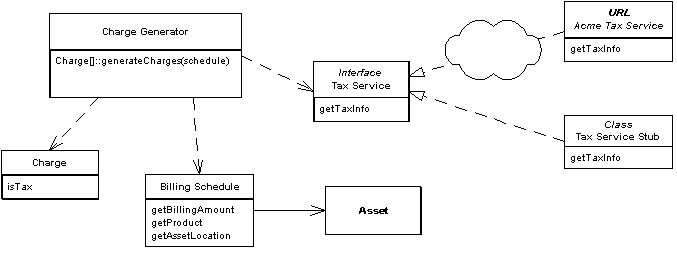 Charge Generator
Charge[]::generateCharges(schedule)
URL
Acme Tax Service
getTaxInfo
Interface
Tax Service
getTaxInfo
Class
Tax Service Stub
getTaxInfo
Charge
isTax
Billing Schedule
getBillingAmount
getProduct
getAssetLocation
Asset